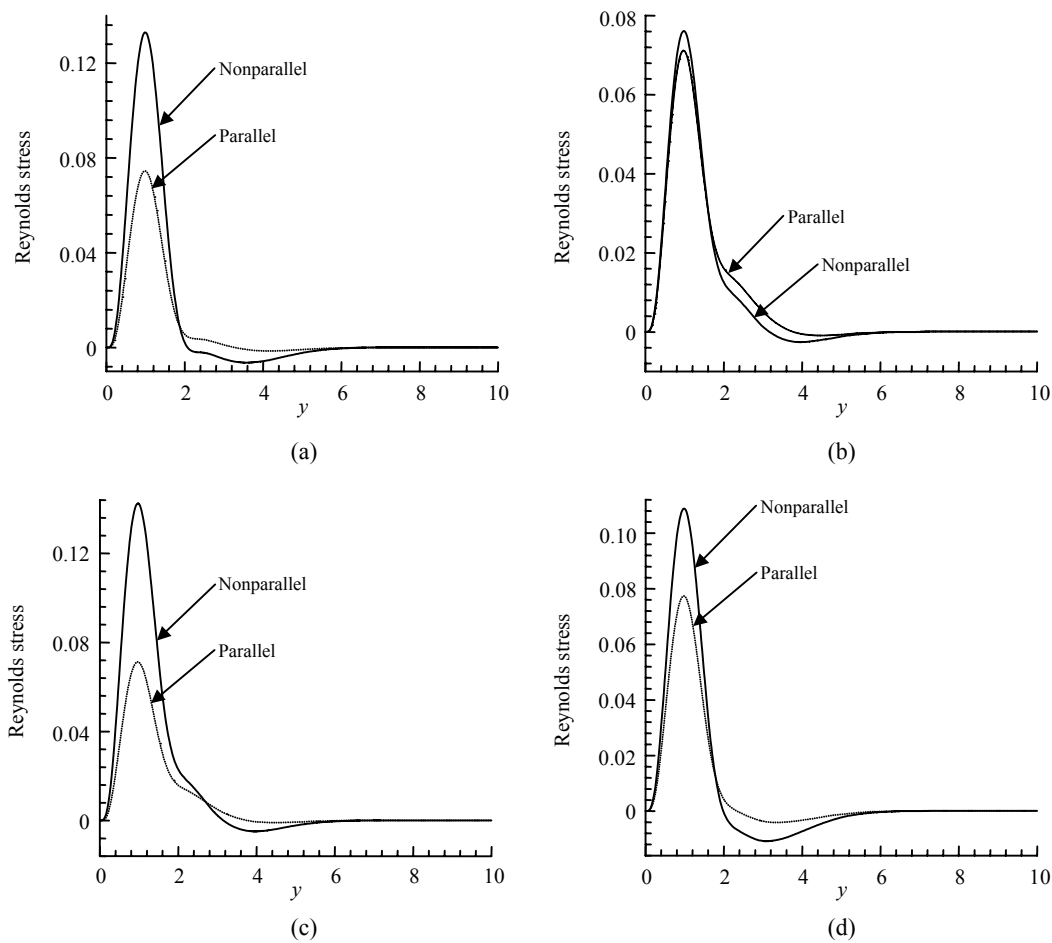 Reynolds stress
0.12
0.08
0.04
0
Nonparallel
Parallel
0 2 4 6 8 10
y
(a)
Reynolds stress
0.08
0.06
0.04
0.02
0
Parallel
Nonparallel
0 2 4 6 8 10
y
(b)
Reynolds stress
0.12
0.08
0.04
0
Nonparallel
Parallel
0 2 4 6 8 10
y
(c)
Reynolds stress
0.10
0.08
0.06
0.04
0.02
0
Nonparallel
Parallel
0 2 4 6 8 10
y
(d)